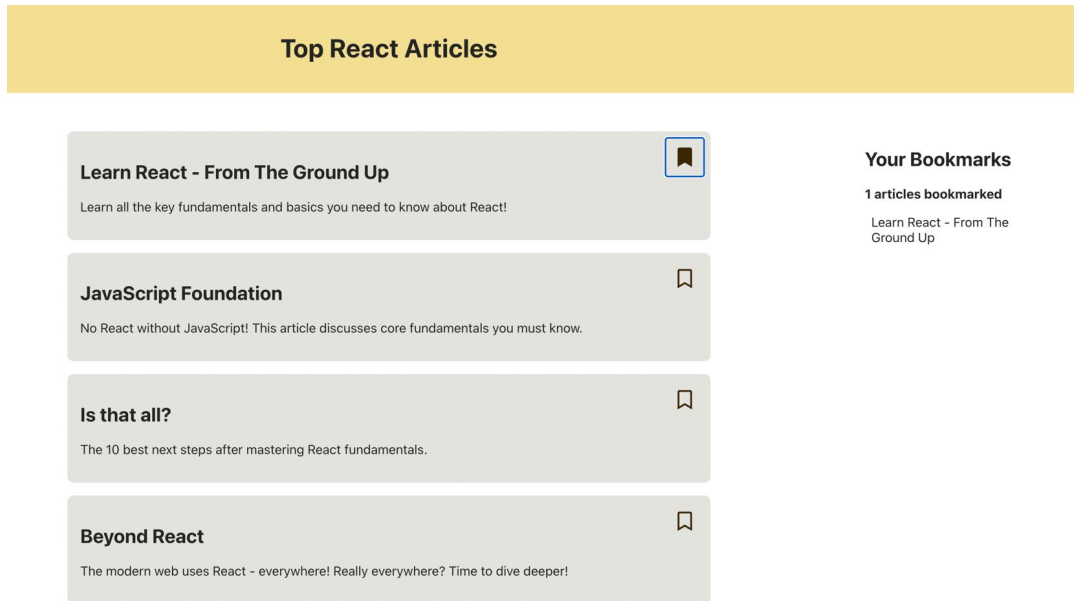 Top React Articles
Learn React - From The Ground Up
Learn all the key fundamentals and basics you need to know about React!
JavaScript Foundation
No React without JavaScript! This article discusses core fundamentals you must know.
Is that all?
The 10 best next steps after mastering React fundamentals.
Beyond React
The modern web uses React - everywhere! Really everywhere? Time to dive deeper!
Your Bookmarks
1 articles bookmarked
Learn React - From The
Ground Up